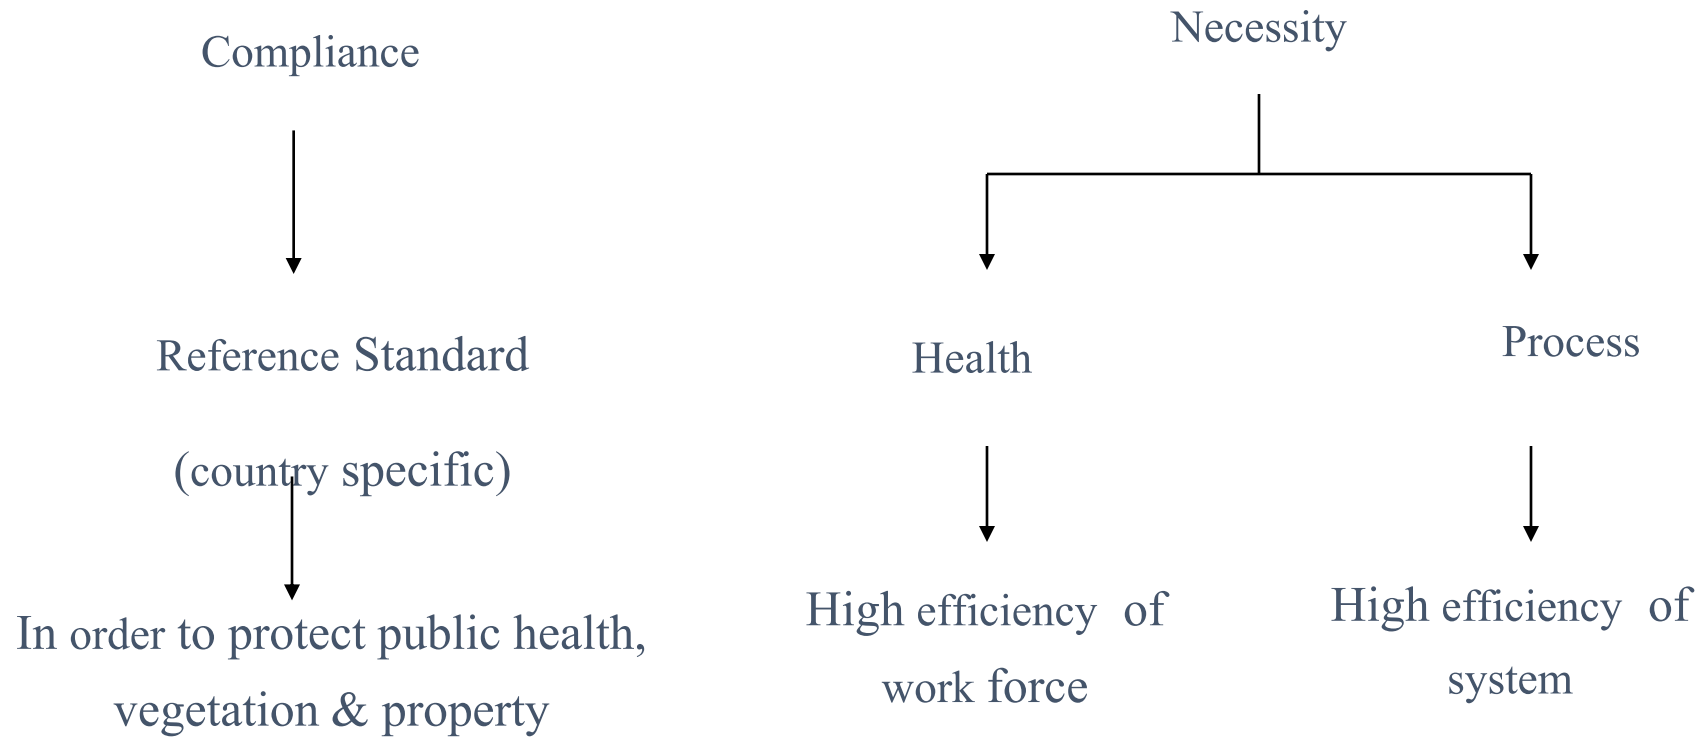 Compliance
Reference Standard
(country specific)
In order to protect public health,
vegetation & property
Necessity
Health
High efficiency of
work force
Process
High efficiency of
system